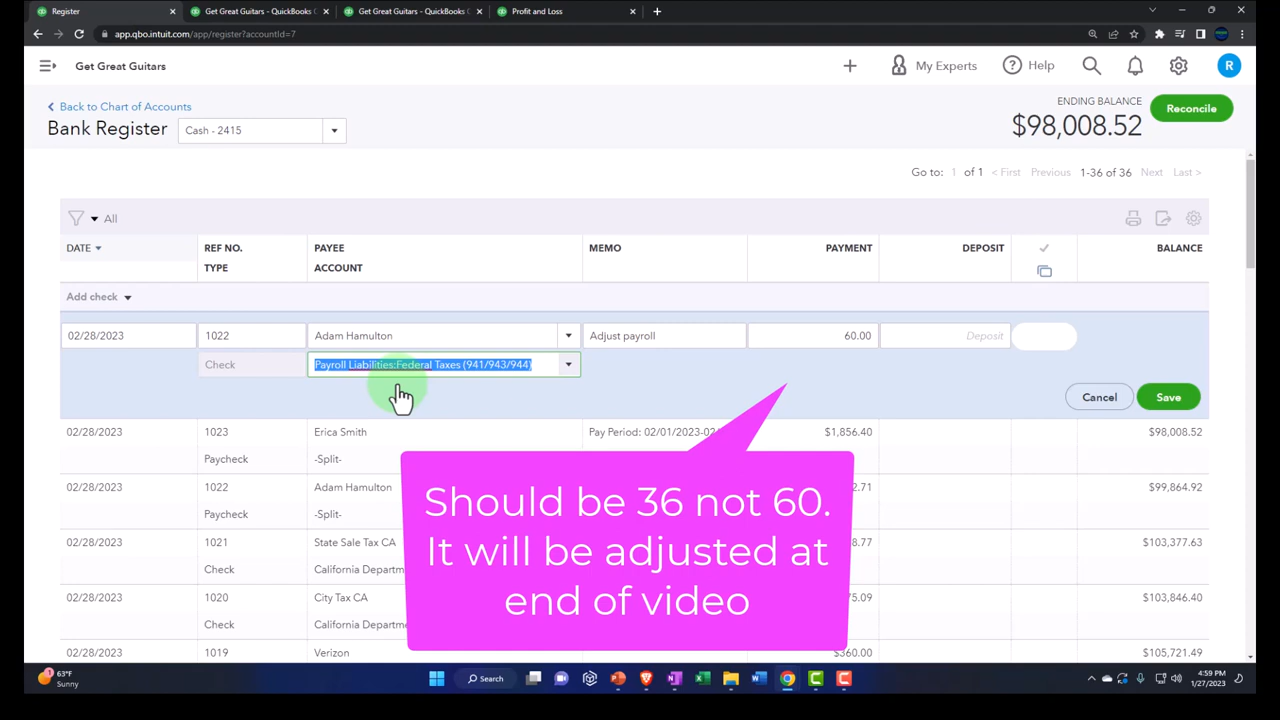 Register
Get Great Guitars - QuickBooks
Get Great Guitars - QuickBooks
Profit and Loss
app.qbo.intuit.com/app/register?accountId=7
Get Great Guitars
My Experts
Help
R
Back to Chart of Accounts
Bank Register
Cash - 2415
ENDING BALANCE
$98,008.52
Reconcile
Go to: 1 of 1 < First Previous 1-36 of 36 Next Last >
All
DATE REF NO. PAYEE MEMO PAYMENT DEPOSIT ✓ BALANCE
TYPE ACCOUNT
Add check
02/28/2023 1022 Adam Hamulton Adjust payroll 60.00 Deposit
Check Payroll Liabilities:Federal Taxes (941/943/944)
Cancel Save
02/28/2023 1023 Erica Smith Pay Period: 02/01/2023-02 $1,856.40 $98,008.52
Paycheck -Split-
02/28/2023 1022 Adam Hamulton $99,864.92
Paycheck -Split-
02/28/2023 1021 State Sale Tax CA $103,377.63
Check California Departm
02/28/2023 1020 City Tax CA $103,846.40
Check California Departm
02/28/2023 1019 Verizon $360.00 $105,721.49
Should be 36 not 60.
It will be adjusted at
end of video
63°F
Sunny
Search
4:59 PM
1/27/2023